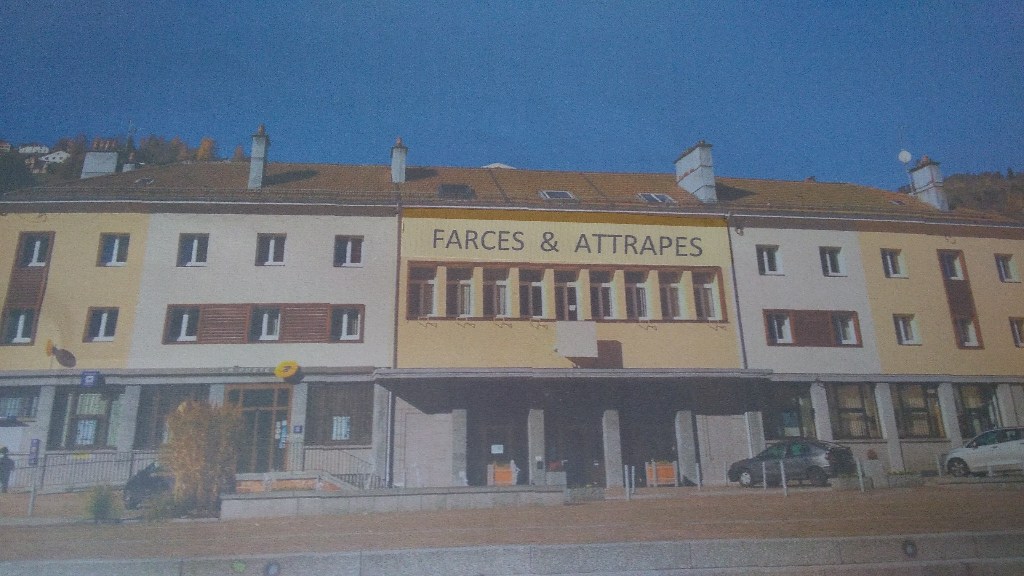 FARCES & ATTRAPES